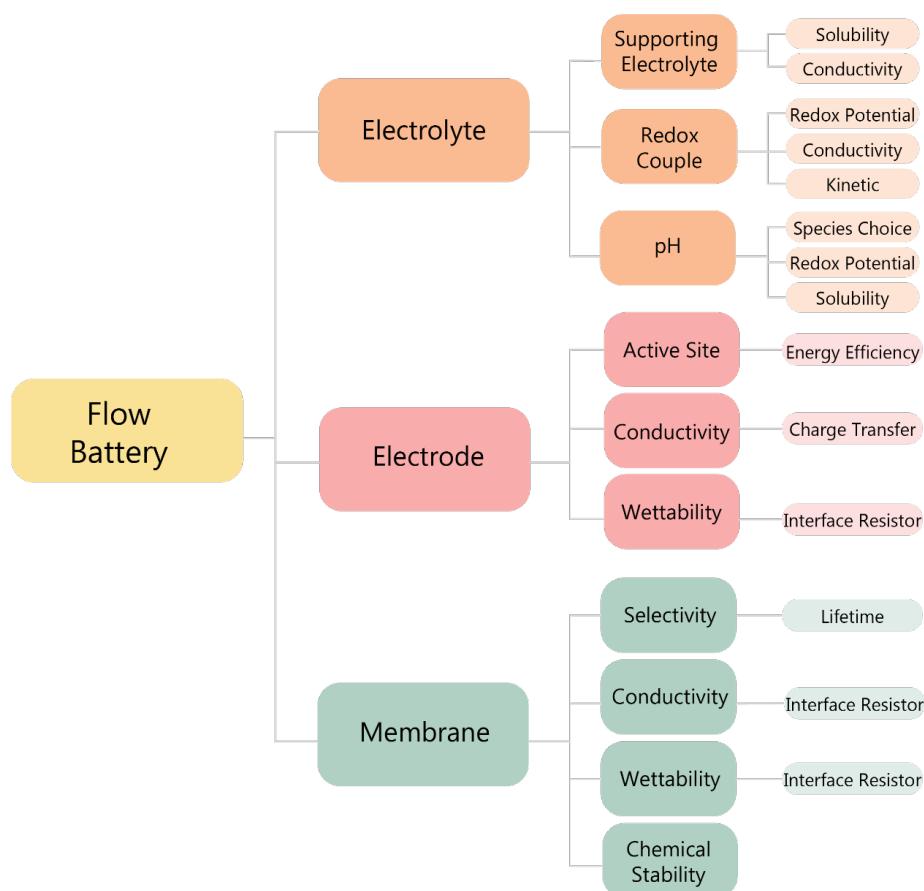 Flow
Battery
Electrolyte
Supporting
Electrolyte
Solubility
Conductivity
Redox
Couple
Redox Potential
Conductivity
Kinetic
pH
Species Choice
Redox Potential
Solubility
Electrode
Active Site
Energy Efficiency
Conductivity
Charge Transfer
Wettability
Interface Resistor
Membrane
Selectivity
Lifetime
Conductivity
Interface Resistor
Wettability
Interface Resistor
Chemical
Stability